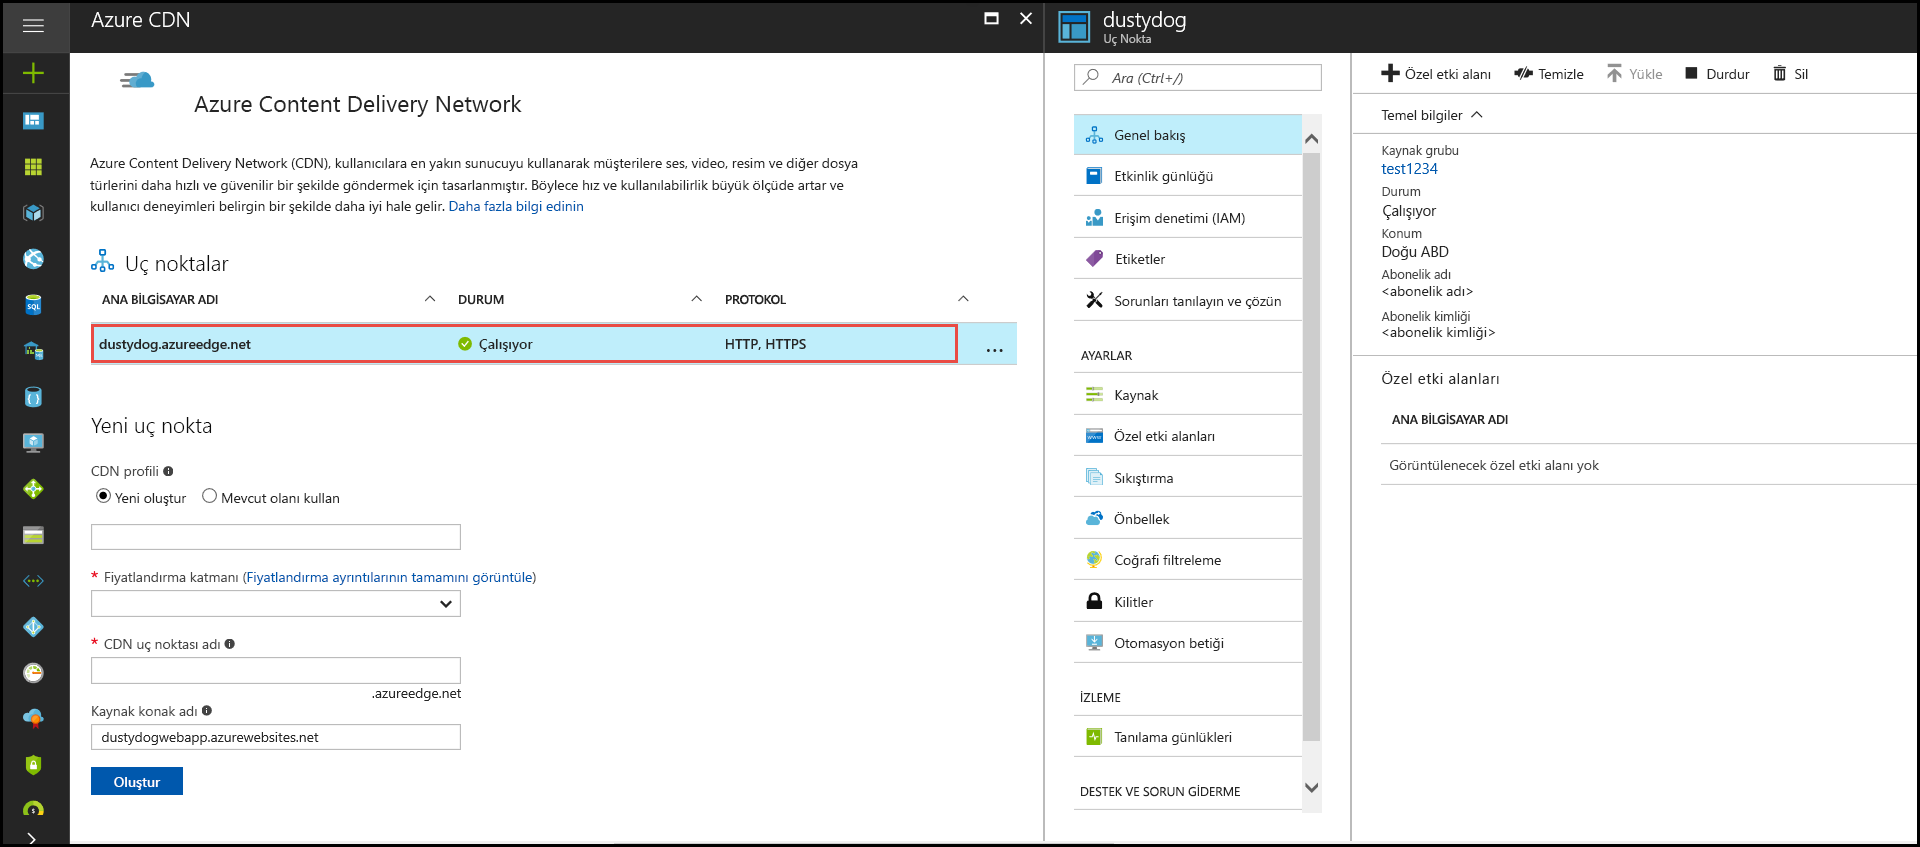 Azure CDN
Azure Content Delivery Network
Azure Content Delivery Network (CDN), kullanıcılara en yakın sunucuyu kullanarak müşterilere ses, video, resim ve diğer dosya
türlerini daha hızlı ve güvenilir bir şekilde göndermek için tasarlanmıştır. Böylece hız ve kullanılabilirlik büyük ölçüde artar ve
kullanıcı deneyimleri belirgin bir şekilde daha iyi hale gelir. Daha fazla bilgi edinin
Uç noktalar
ANA BİLGİSAYAR ADI DURUM PROTOKOL
dustydog.azureedge.net Çalışıyor HTTP, HTTPS ...
Yeni uç nokta
CDN profili
Yeni oluştur Mevcut olanı kullan
* Fiyatlandırma katmanı (Fiyatlandırma ayrıntılarının tamamını görüntüle)
* CDN uç noktası adı
.azureedge.net
Kaynak konak adı
dustydogwebapp.azurewebsites.net
Oluştur
dustydog
Uç Nokta
Ara (Ctrl+/)
Genel bakış
Etkinlik günlüğü
Erişim denetimi (IAM)
Etiketler
Sorunları tanılayın ve çözün
AYARLAR
Kaynak
Özel etki alanları
Sıkıştırma
Önbellek
Coğrafi filtreleme
Kilitler
Otomasyon betiği
İZLEME
Tanılama günlükleri
DESTEK VE SORUN GİDERME
Özel etki alanı Temizle Yükle Durdur Sil
Temel bilgiler
Kaynak grubu
test1234
Durum
Çalışıyor
Konum
Doğu ABD
Abonelik adı
<abonelik adı>
Abonelik kimliği
<abonelik kimliği>
Özel etki alanları
ANA BİLGİSAYAR ADI
Görüntülenecek özel etki alanı yok